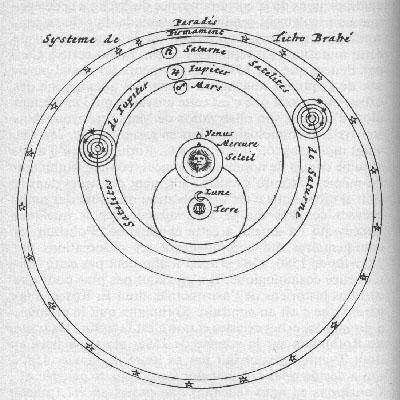 Systeme de Ticho Brahé
Paradis
Firmament
Saturne
Iupiter
Mars
Satelites de Saturne
Satelites de Iupiter
Venus
Mercure
Soleil
Lune
Terre